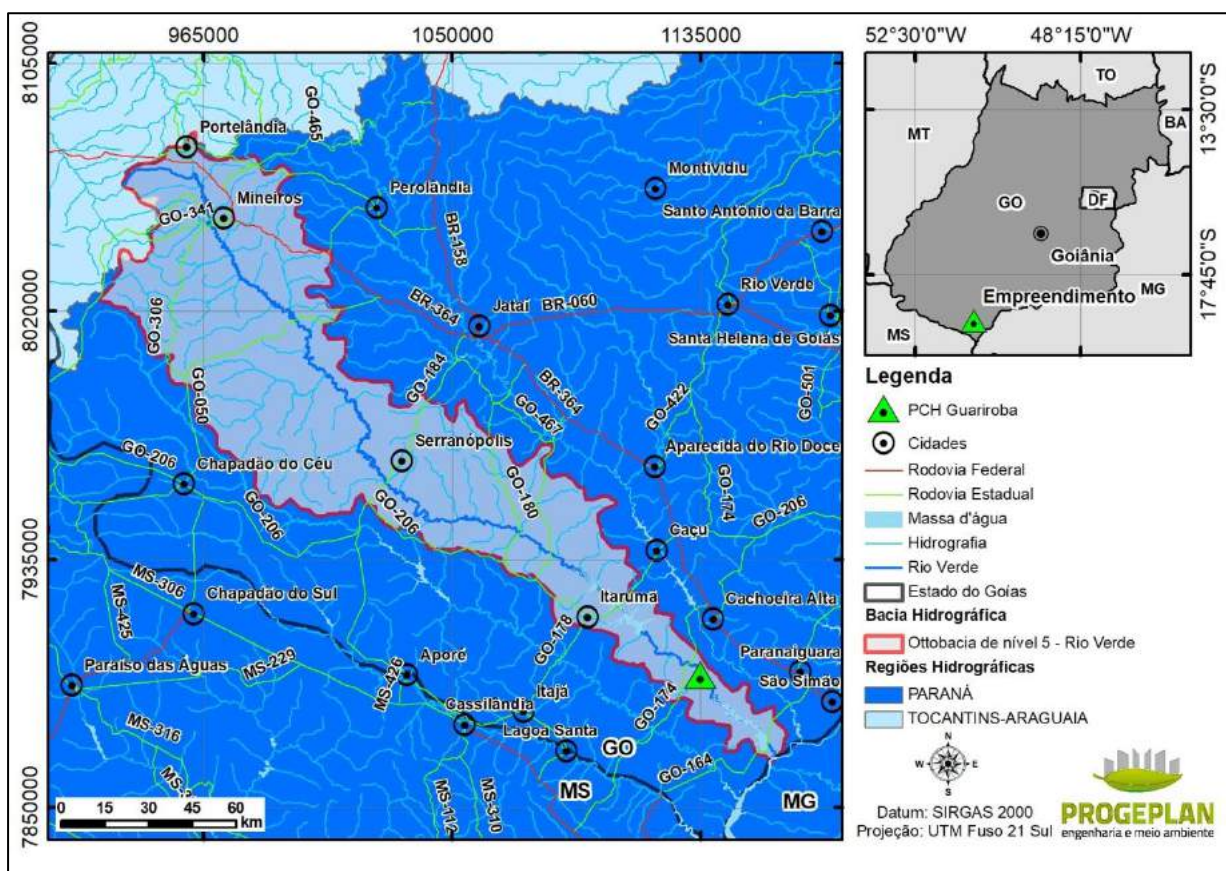 965000
1050000
1135000
8105000
8020000
7935000
7850000
GO-465
Portelândia
Montividiu
Perolândia
Mineiros
GO-341
Santo Antônio da Barra
BR-158
Rio Verde
BR-364
Jataí
BR-060
GO-306
Santa Helena de Goiás
GO-184
BR-364
GO-050
GO-467
GO-422
GO-501
Serranópolis
Aparecida do Rio Doce
GO-206
Chapadão do Céu
GO-180
GO-174
GO-206
GO-206
GO-206
Caçu
MS-306
MS-425
Chapadão do Sul
Itarumã
Cachoeira Alta
GO-178
MS-229
Aporé
Paranaiguara
Paraíso das Águas
MS-426
São Simão
Itajá
GO-174
Cassilândia
MS-316
Lagoa Santa
GO
GO-164
MS
MG
MS-112
MS-310
0 15 30 45 60
km
52°30'0"W
48°15'0"W
13°30'0"S
17°45'0"S
TO
MT
BA
GO
DF
Goiânia
MG
Empreendimento
MS
Legenda
PCH Guariroba
Cidades
Rodovia Federal
Rodovia Estadual
Massa d'água
Hidrografia
Rio Verde
Estado do Goías
Bacia Hidrográfica
Ottobacia de nível 5 - Rio Verde
Regiões Hidrográficas
PARANÁ
TOCANTINS-ARAGUAIA
N
W
E
S
Datum: SIRGAS 2000
Projeção: UTM Fuso 21 Sul
PROGEPLAN
engenharia e meio ambiente